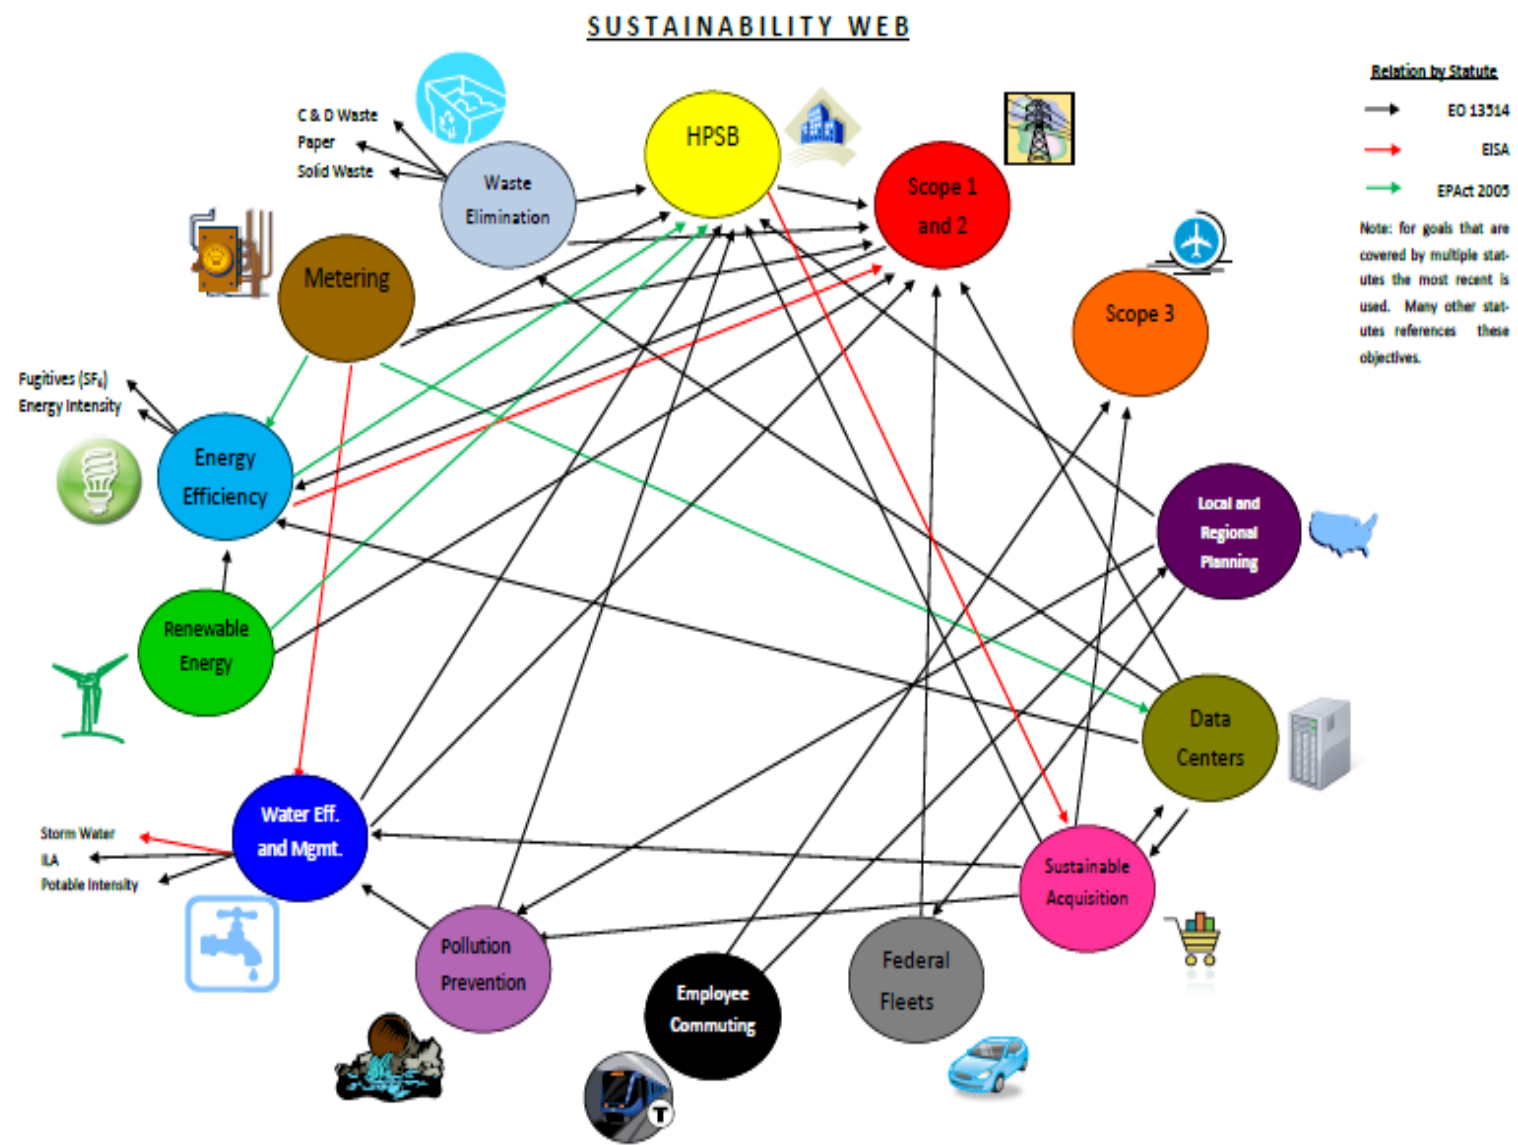 SUSTAINABILITY WEB
Relation by Statute
EO 13514
EISA
EPAct 2005
Note: for goals that are
covered by multiple stat-
utes the most recent is
used. Many other stat-
utes references these
objectives.
C & D Waste
Paper
Solid Waste
Waste
Elimination
HPSB
Scope 1
and 2
Scope 3
Metering
Fugitives (SF₆)
Energy Intensity
Energy
Efficiency
Local and
Regional
Planning
Renewable
Energy
Data
Centers
Water Eff.
and Mgmt.
Storm Water
ILA
Potable Intensity
Sustainable
Acquisition
Pollution
Prevention
Employee
Commuting
Federal
Fleets
T